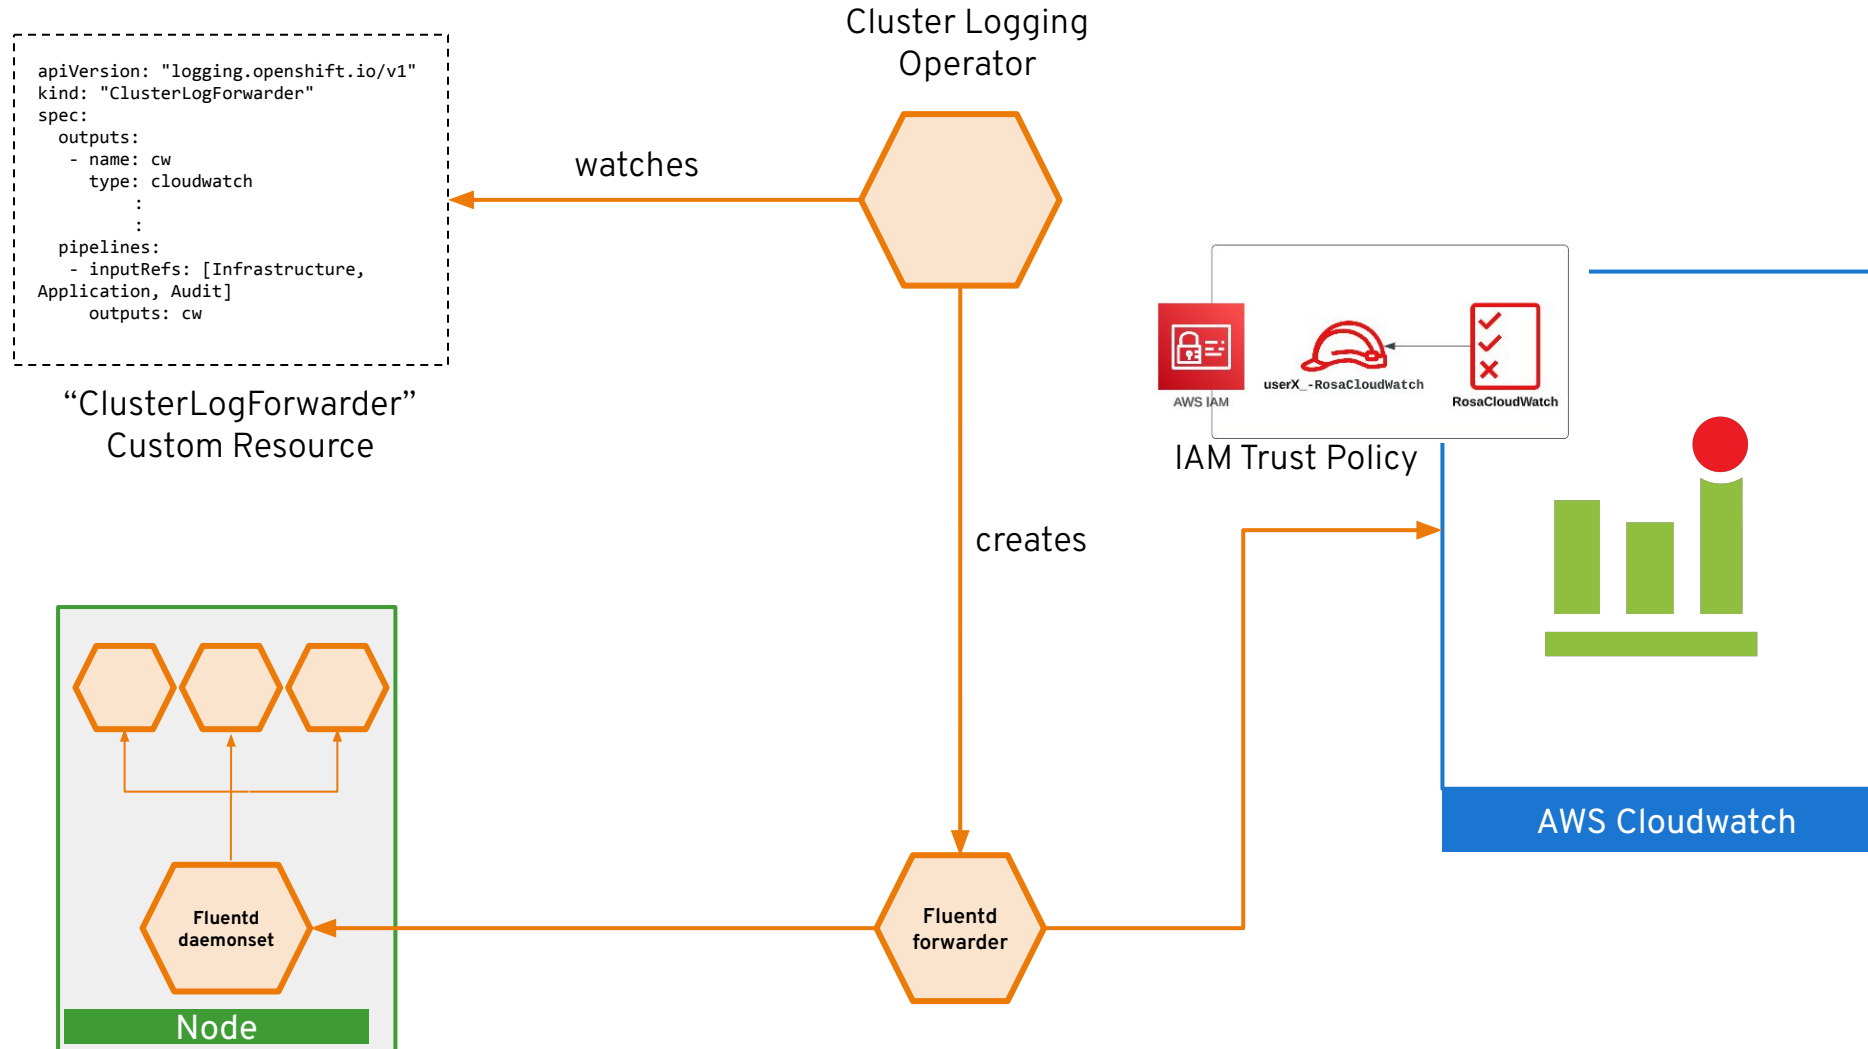 Cluster Logging
Operator
apiVersion: "logging.openshift.io/v1"
kind: "ClusterLogForwarder"
spec:
  outputs:
   - name: cw
     type: cloudwatch
          :
          :
  pipelines:
   - inputRefs: [Infrastructure,
Application, Audit]
     outputs: cw
“ClusterLogForwarder”
Custom Resource
watches
creates
AWS IAM
userX_-RosaCloudWatch
RosaCloudWatch
IAM Trust Policy
AWS Cloudwatch
Fluentd
daemonset
Node
Fluentd
forwarder